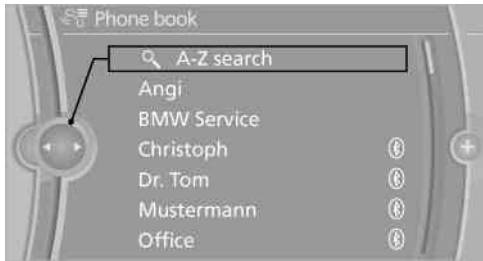 Phone book
A-Z search
Angi
BMW Service
Christoph
Dr. Tom
Mustermann
Office